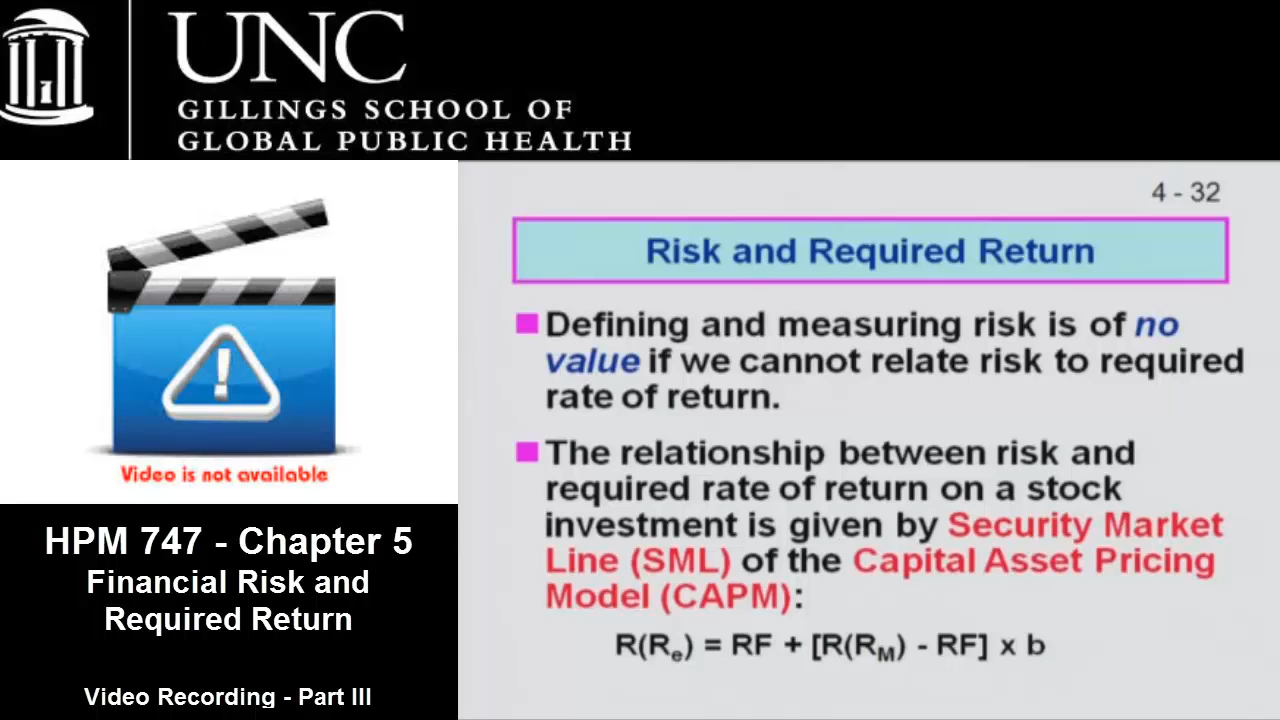 UNC
GILLINGS SCHOOL OF
GLOBAL PUBLIC HEALTH
Video is not available
HPM 747 - Chapter 5
Financial Risk and
Required Return
Video Recording - Part III
4 - 32
Risk and Required Return
Defining and measuring risk is of no
value if we cannot relate risk to required
rate of return.
The relationship between risk and
required rate of return on a stock
investment is given by Security Market
Line (SML) of the Capital Asset Pricing
Model (CAPM):
R(Re) = RF + [R(RM) - RF] x b